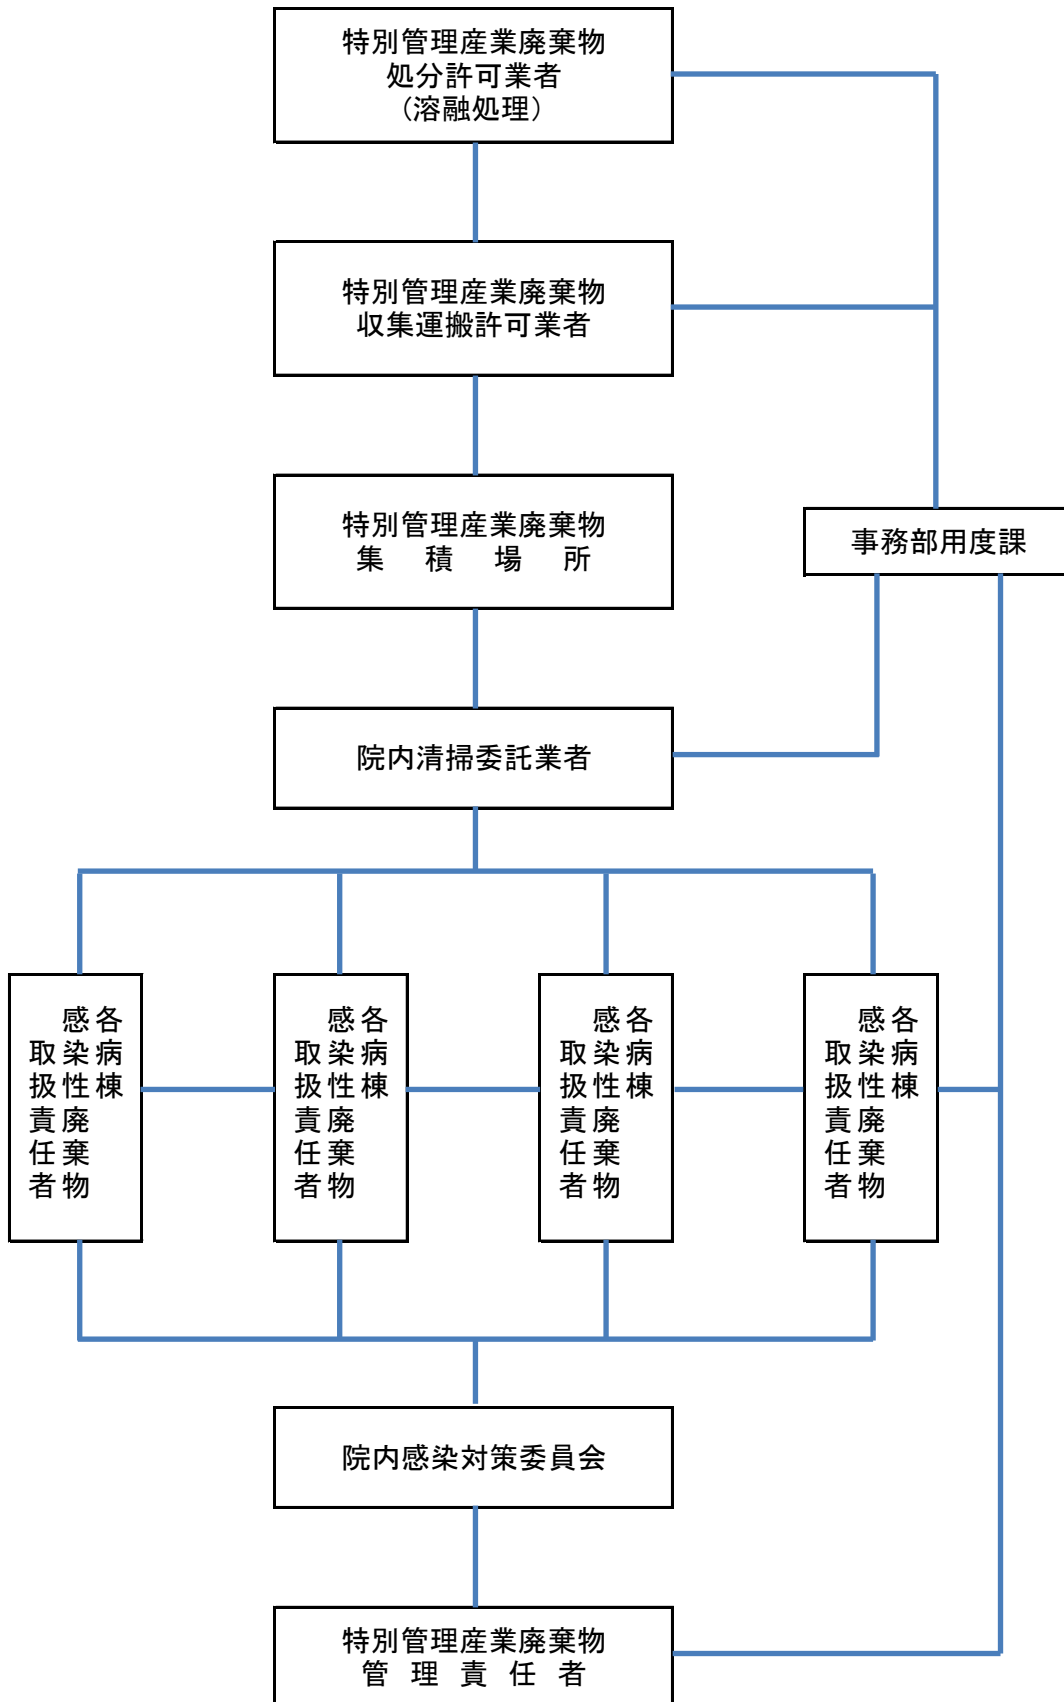 特別管理産業廃棄物
処分許可業者
（溶融処理）
特別管理産業廃棄物
収集運搬許可業者
特別管理産業廃棄物
集積場所
事務部用度課
院内清掃委託業者
各病棟
感染性廃棄物
取扱責任者
各病棟
感染性廃棄物
取扱責任者
各病棟
感染性廃棄物
取扱責任者
各病棟
感染性廃棄物
取扱責任者
院内感染対策委員会
特別管理産業廃棄物
管理責任者